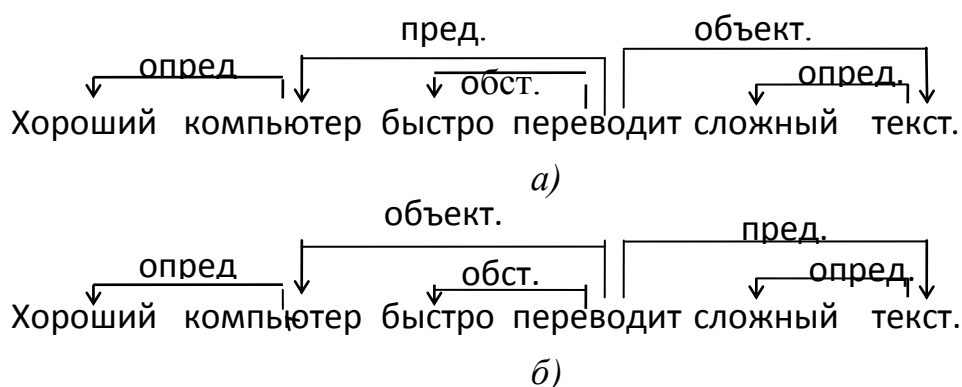 пред. объект.
опред обст. опред.
Хороший компьютер быстро переводит сложный текст.
а)
объект. пред.
опред обст. опред.
Хороший компьютер быстро переводит сложный текст.
б)